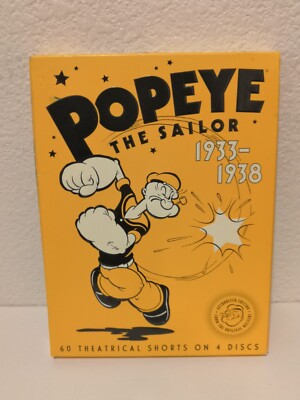 POPEYE
THE SAILOR
1933-
1938
60 THEATRICAL SHORTS ON 4 DISCS